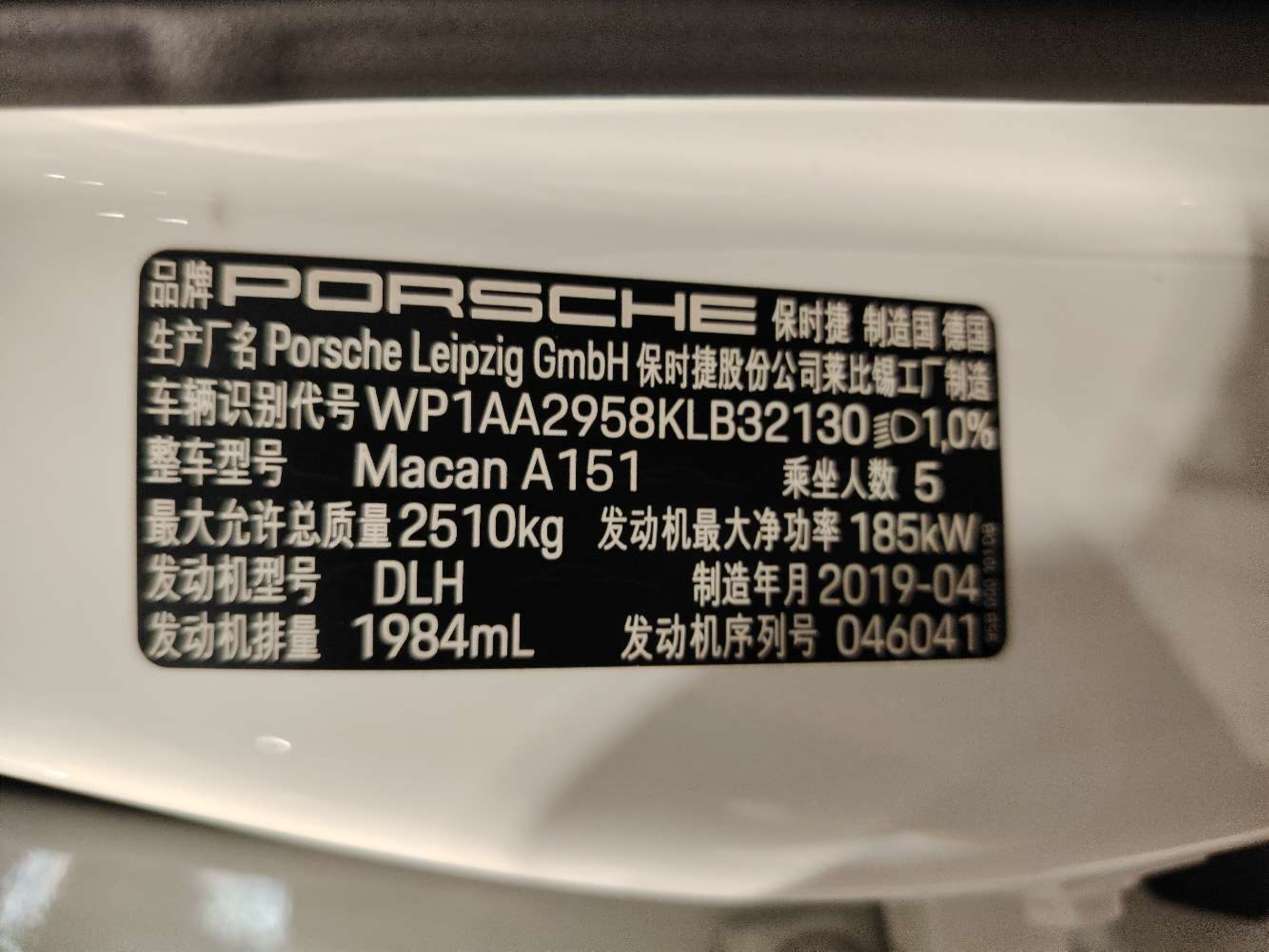 品牌 PORSCHE 保时捷 制造国 德国
生产厂名 Porsche Leipzig GmbH 保时捷股份公司莱比锡工厂制造
车辆识别代号 WP1AA2958KLB32130 1,0%
整车型号 Macan A151 乘坐人数 5
最大允许总质量 2510kg 发动机最大净功率 185kW
发动机型号 DLH 制造年月 2019-04
发动机排量 1984mL 发动机序列号 046041